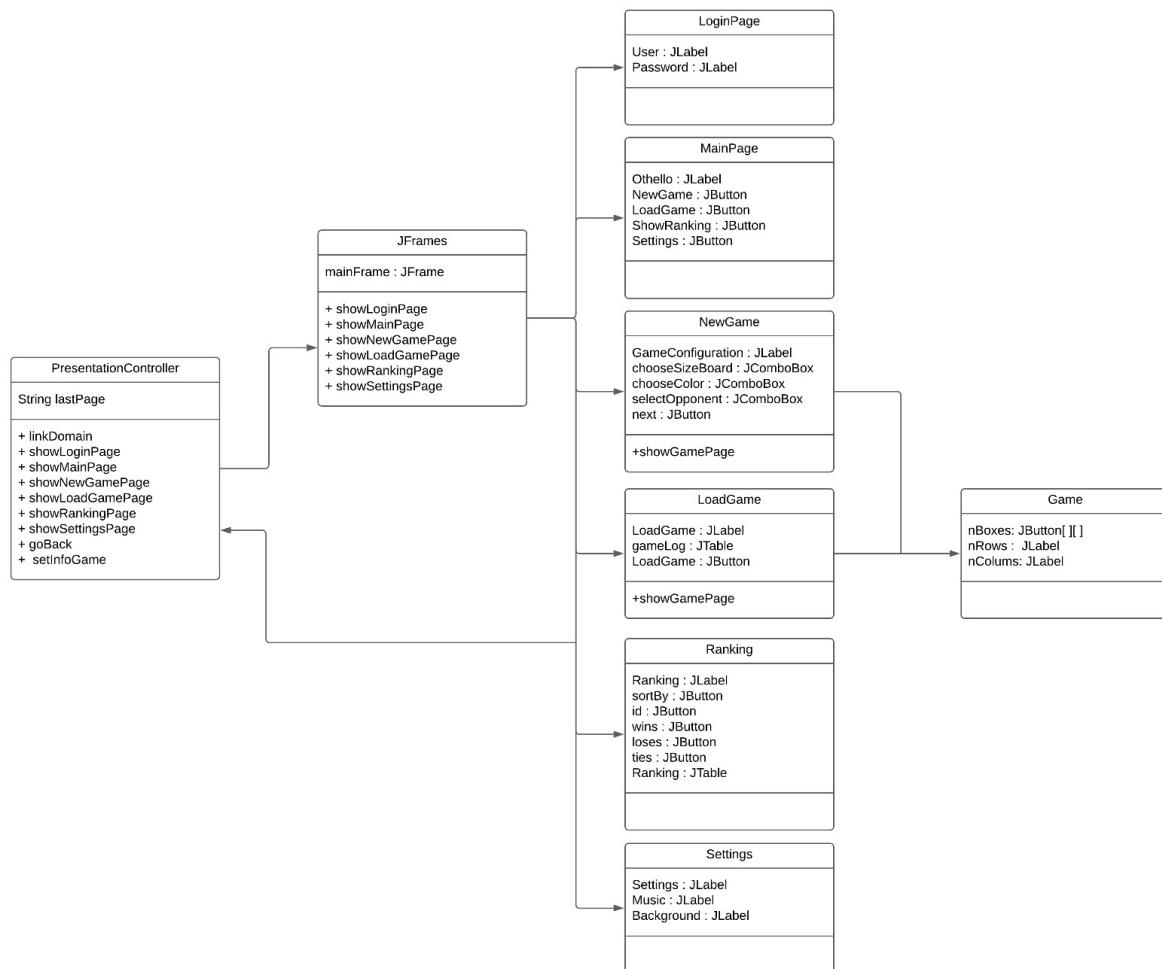 LoginPage
User : JLabel
Password : JLabel
MainPage
Othello : JLabel
NewGame : JButton
LoadGame : JButton
ShowRanking : JButton
Settings : JButton
JFrames
mainFrame : JFrame
+ showLoginPage
+ showMainPage
+ showNewGamePage
+ showLoadGamePage
+ showRankingPage
+ showSettingsPage
NewGame
GameConfiguration : JLabel
chooseSizeBoard : JComboBox
chooseColor : JComboBox
selectOpponent : JComboBox
next : JButton
+showGamePage
PresentationController
String lastPage
+ linkDomain
+ showLoginPage
+ showMainPage
+ showNewGamePage
+ showLoadGamePage
+ showRankingPage
+ showSettingsPage
+ goBack
+ setInfoGame
LoadGame
LoadGame : JLabel
gameLog : JTable
LoadGame : JButton
+showGamePage
Game
nBoxes: JButton[ ][ ]
nRows : JLabel
nColums: JLabel
Ranking
Ranking : JLabel
sortBy : JButton
id : JButton
wins : JButton
loses : JButton
ties : JButton
Ranking : JTable
Settings
Settings : JLabel
Music : JLabel
Background : JLabel